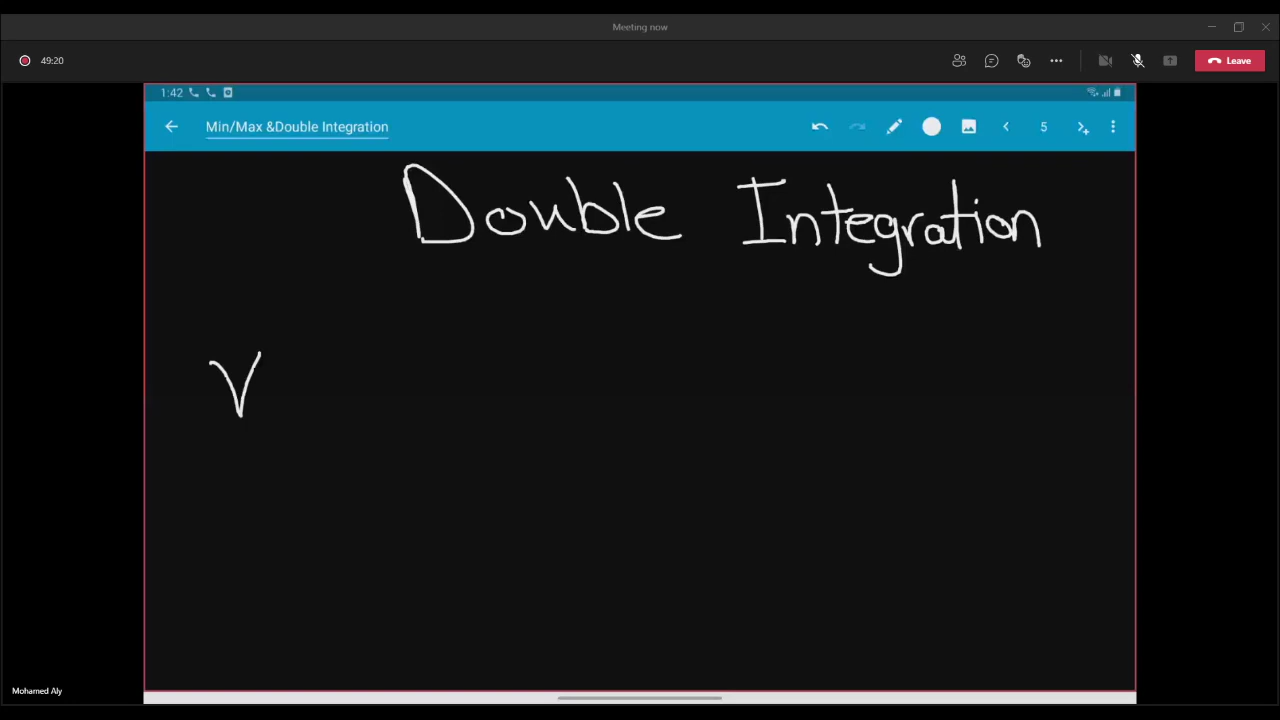 Meeting now
49:20
Leave
1:42
Min/Max &Double Integration
5
Double Integration
V
Mohamed Aly